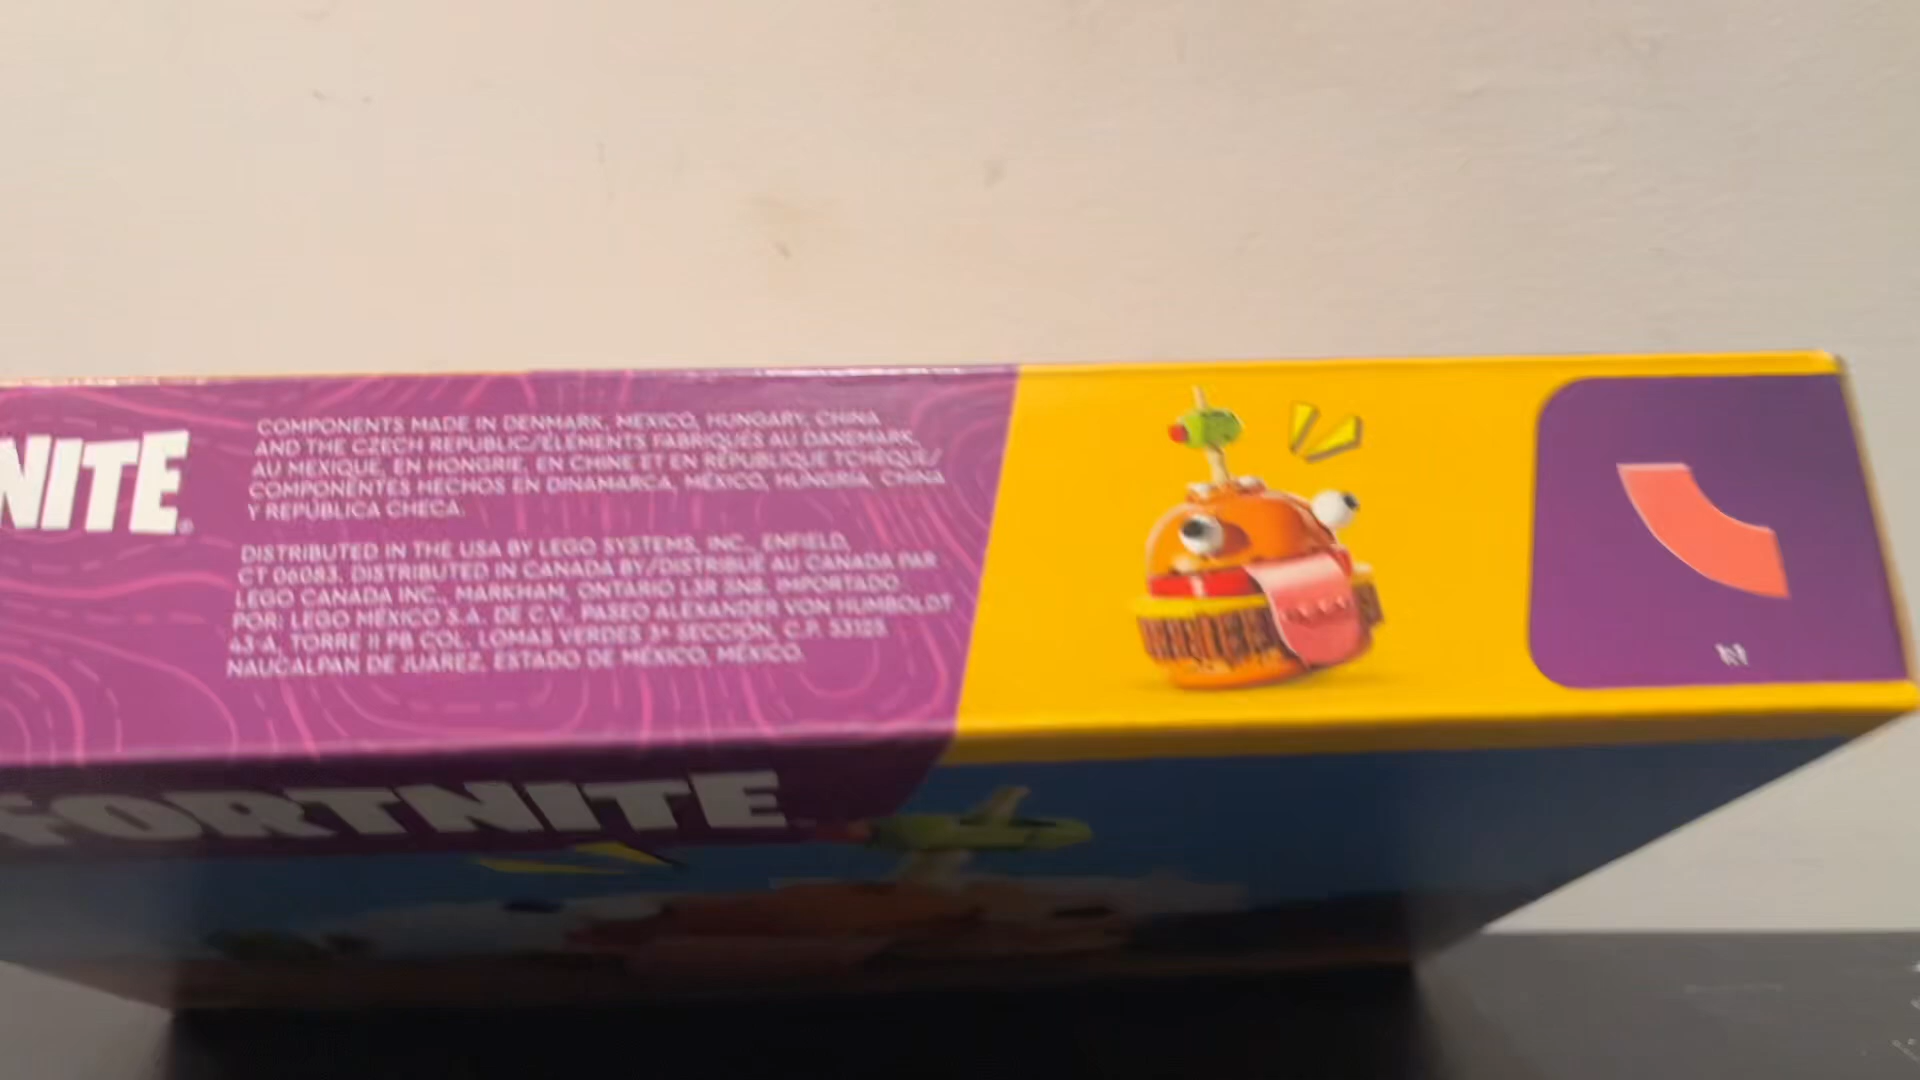 NITE
COMPONENTS MADE IN DENMARK, MEXICO, HUNGARY, CHINA
AND THE CZECH REPUBLIC/ÉLÉMENTS FABRIQUÉS AU DANEMARK,
AU MEXIQUE, EN HONGRIE, EN CHINE ET EN RÉPUBLIQUE TCHÈQUE/
COMPONENTES HECHOS EN DINAMARCA, MÉXICO, HUNGRÍA, CHINA
Y REPÚBLICA CHECA.
DISTRIBUTED IN THE USA BY LEGO SYSTEMS, INC., ENFIELD,
CT 06083. DISTRIBUTED IN CANADA BY/DISTRIBUÉ AU CANADA PAR
LEGO CANADA INC., MARKHAM, ONTARIO L3R 5N8. IMPORTADO
POR: LEGO MÉXICO S.A. DE C.V., PASEO ALEXANDER VON HUMBOLDT
43-A, TORRE II PB COL. LOMAS VERDES 3ª SECCIÓN, C.P. 53125
NAUCALPAN DE JUÁREZ, ESTADO DE MÉXICO, MÉXICO.
FORTNITE